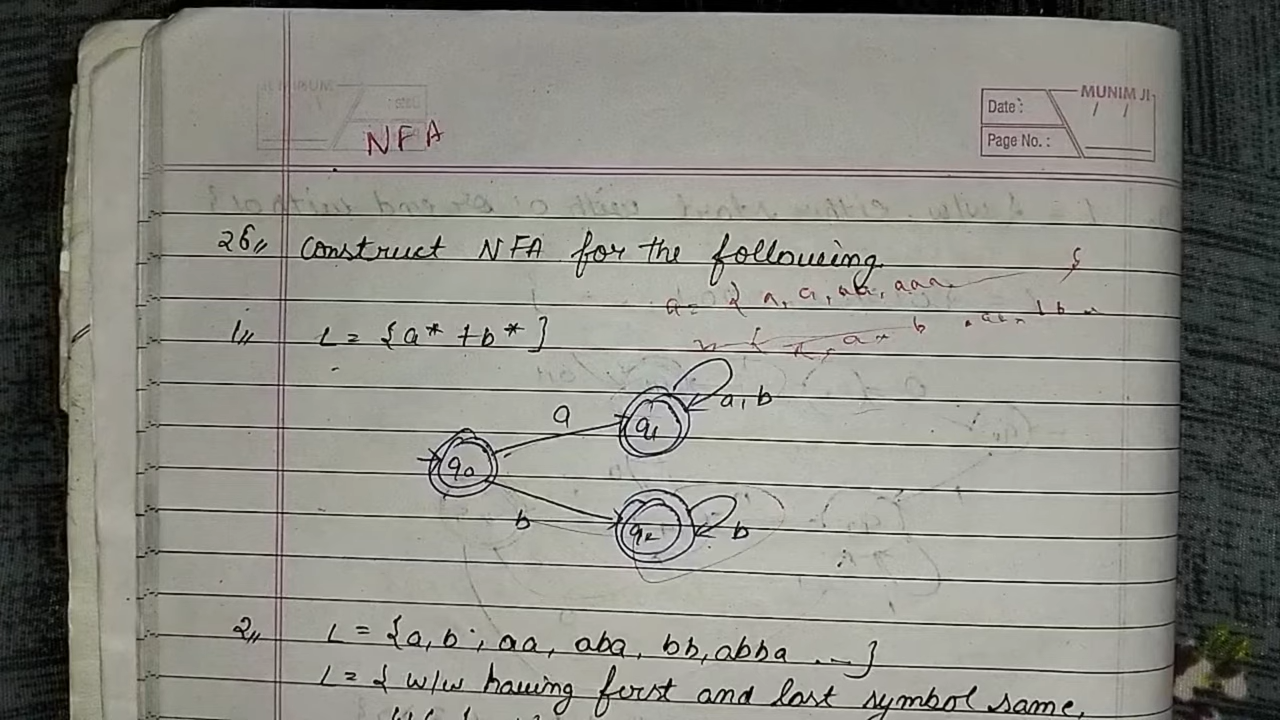 MUNIM JI
Date :
/ /
Page No. :
NFA
26,, Construct NFA for the following.
1,, L = {a* + b*}
a
q1
a, b
q0
b
q2
b
2,, L = {a, b, aa, aba, bb, abba ...}
L = { w/w having first and last symbol same,